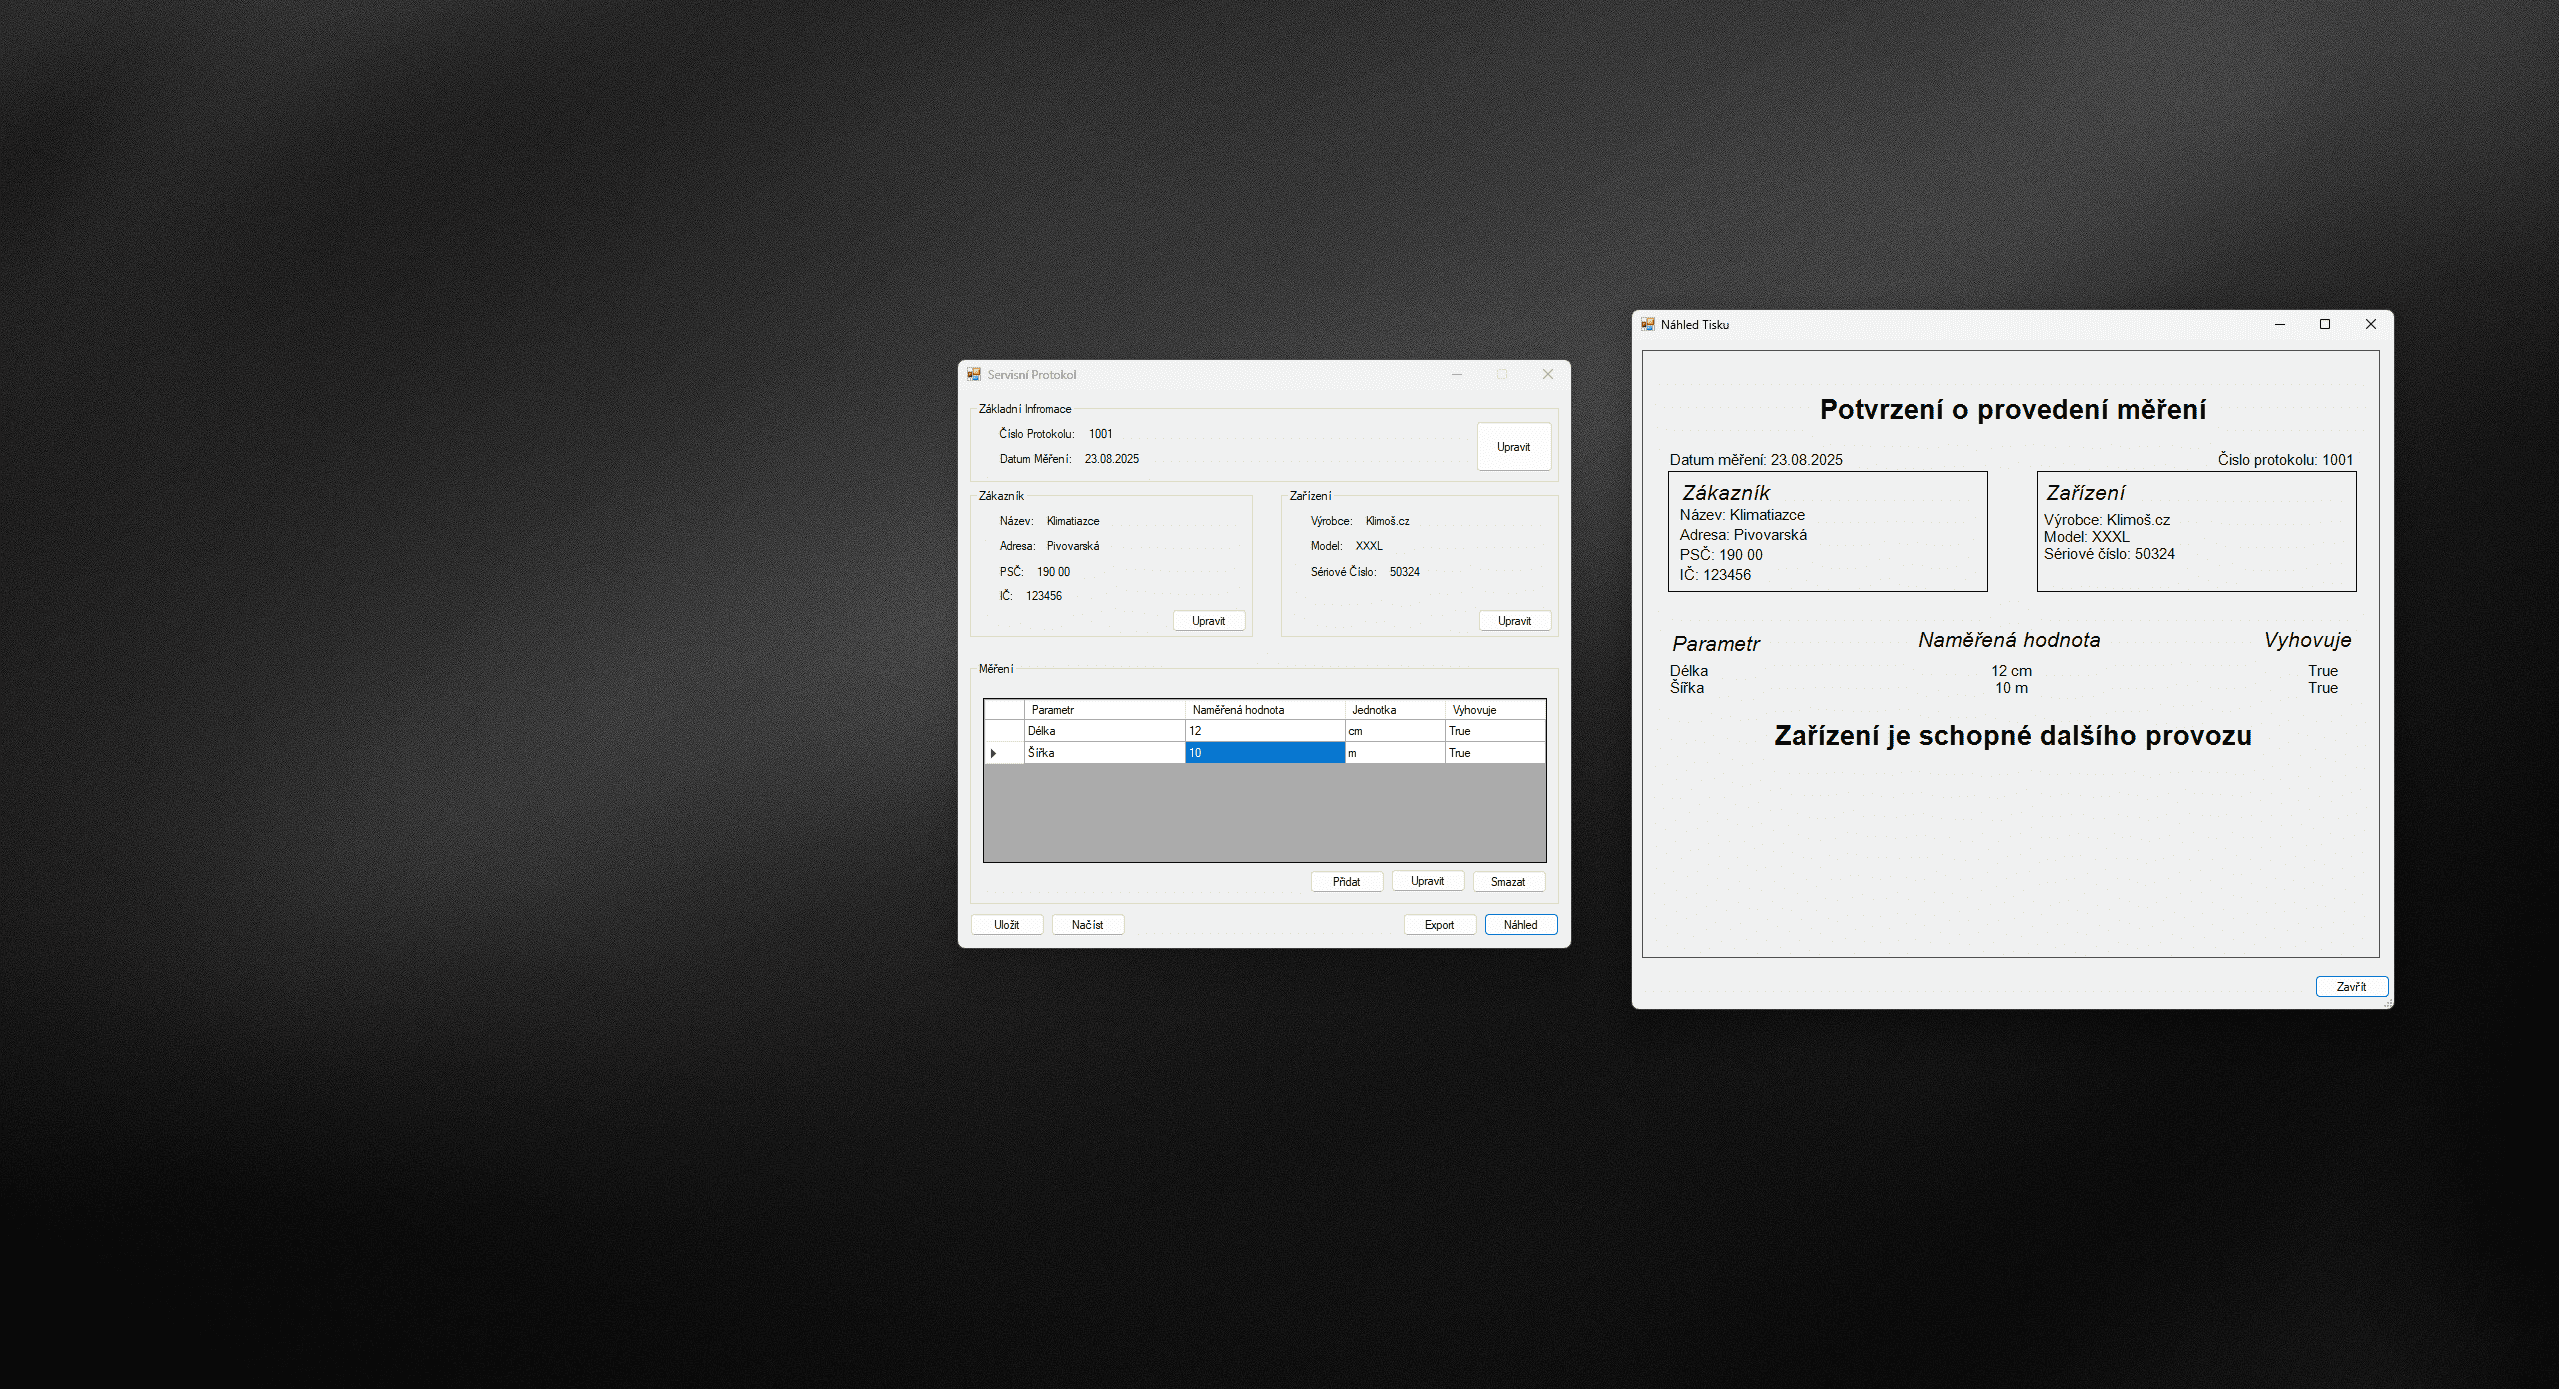 Servisní Protokol
Základní Infromace
Číslo Protokolu: 1001
Datum Měření: 23.08.2025
Upravit
Zákazník
Název: Klimatiazce
Adresa: Pivovarská
PSČ: 190 00
IČ: 123456
Upravit
Zařízení
Výrobce: Klimoš.cz
Model: XXXL
Sériové Číslo: 50324
Upravit
Měření
Parametr Naměřená hodnota Jednotka Vyhovuje
Délka 12 cm True
Šířka 10 m True
Přidat Upravit Smazat
Uložit Načíst Export Náhled
Náhled Tisku
Potvrzení o provedení měření
Datum měření: 23.08.2025 Čislo protokolu: 1001
Zákazník
Název: Klimatiazce
Adresa: Pivovarská
PSČ: 190 00
IČ: 123456
Zařízení
Výrobce: Klimoš.cz
Model: XXXL
Sériové číslo: 50324
Parametr Naměřená hodnota Vyhovuje
Délka 12 cm True
Šířka 10 m True
Zařízení je schopné dalšího provozu
Zavřít